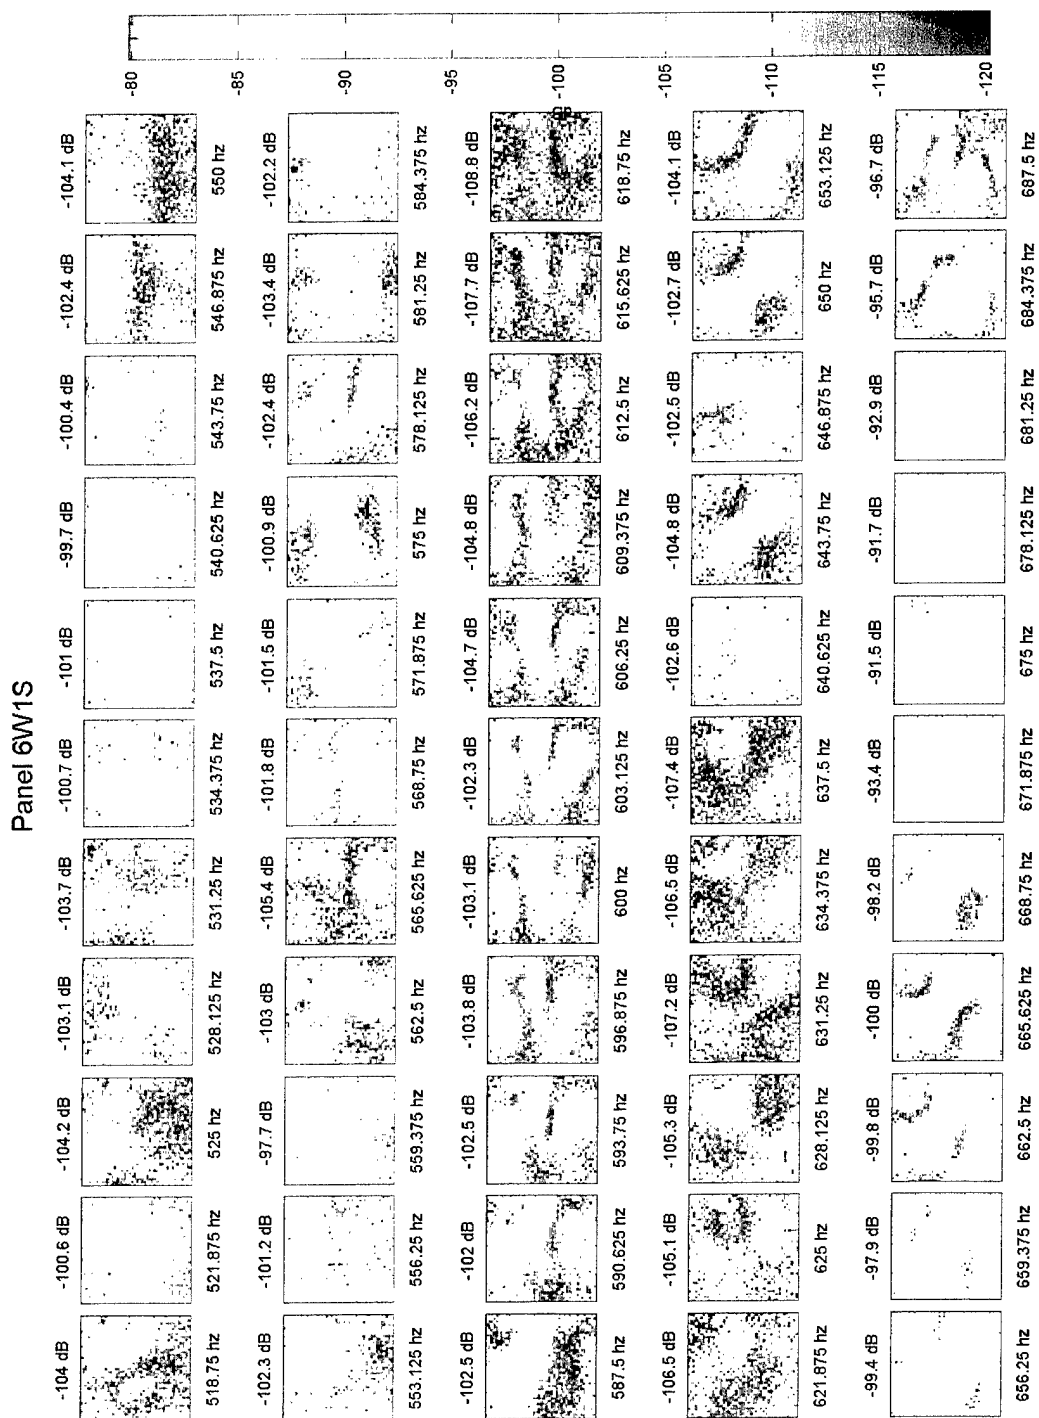 Panel 6W1S
-80
-85
-90
-95
-100
-105
-110
-115
-120
-104 dB
-100.6 dB
-104.2 dB
-103.1 dB
-103.7 dB
-100.7 dB
-101 dB
-99.7 dB
-100.4 dB
-102.4 dB
-104.1 dB
518.75 hz
521.875 hz
525 hz
528.125 hz
531.25 hz
534.375 hz
537.5 hz
540.625 hz
543.75 hz
546.875 hz
550 hz
-102.3 dB
-101.2 dB
-97.7 dB
-103 dB
-105.4 dB
-101.8 dB
-101.5 dB
-100.9 dB
-102.4 dB
-103.4 dB
-102.2 dB
553.125 hz
556.25 hz
559.375 hz
562.5 hz
565.625 hz
568.75 hz
571.875 hz
575 hz
578.125 hz
581.25 hz
584.375 hz
-102.5 dB
-102 dB
-102.5 dB
-103.8 dB
-103.1 dB
-102.3 dB
-104.7 dB
-104.8 dB
-106.2 dB
-107.7 dB
-108.8 dB
587.5 hz
590.625 hz
593.75 hz
596.875 hz
600 hz
603.125 hz
606.25 hz
609.375 hz
612.5 hz
615.625 hz
618.75 hz
-106.5 dB
-105.1 dB
-105.3 dB
-107.2 dB
-106.5 dB
-107.4 dB
-102.6 dB
-104.8 dB
-102.5 dB
-102.7 dB
-104.1 dB
621.875 hz
625 hz
628.125 hz
631.25 hz
634.375 hz
637.5 hz
640.625 hz
643.75 hz
646.875 hz
650 hz
653.125 hz
-99.4 dB
-97.9 dB
-99.8 dB
-100 dB
-98.2 dB
-93.4 dB
-91.5 dB
-91.7 dB
-92.9 dB
-95.7 dB
-96.7 dB
656.25 hz
659.375 hz
662.5 hz
665.625 hz
668.75 hz
671.875 hz
675 hz
678.125 hz
681.25 hz
684.375 hz
687.5 hz